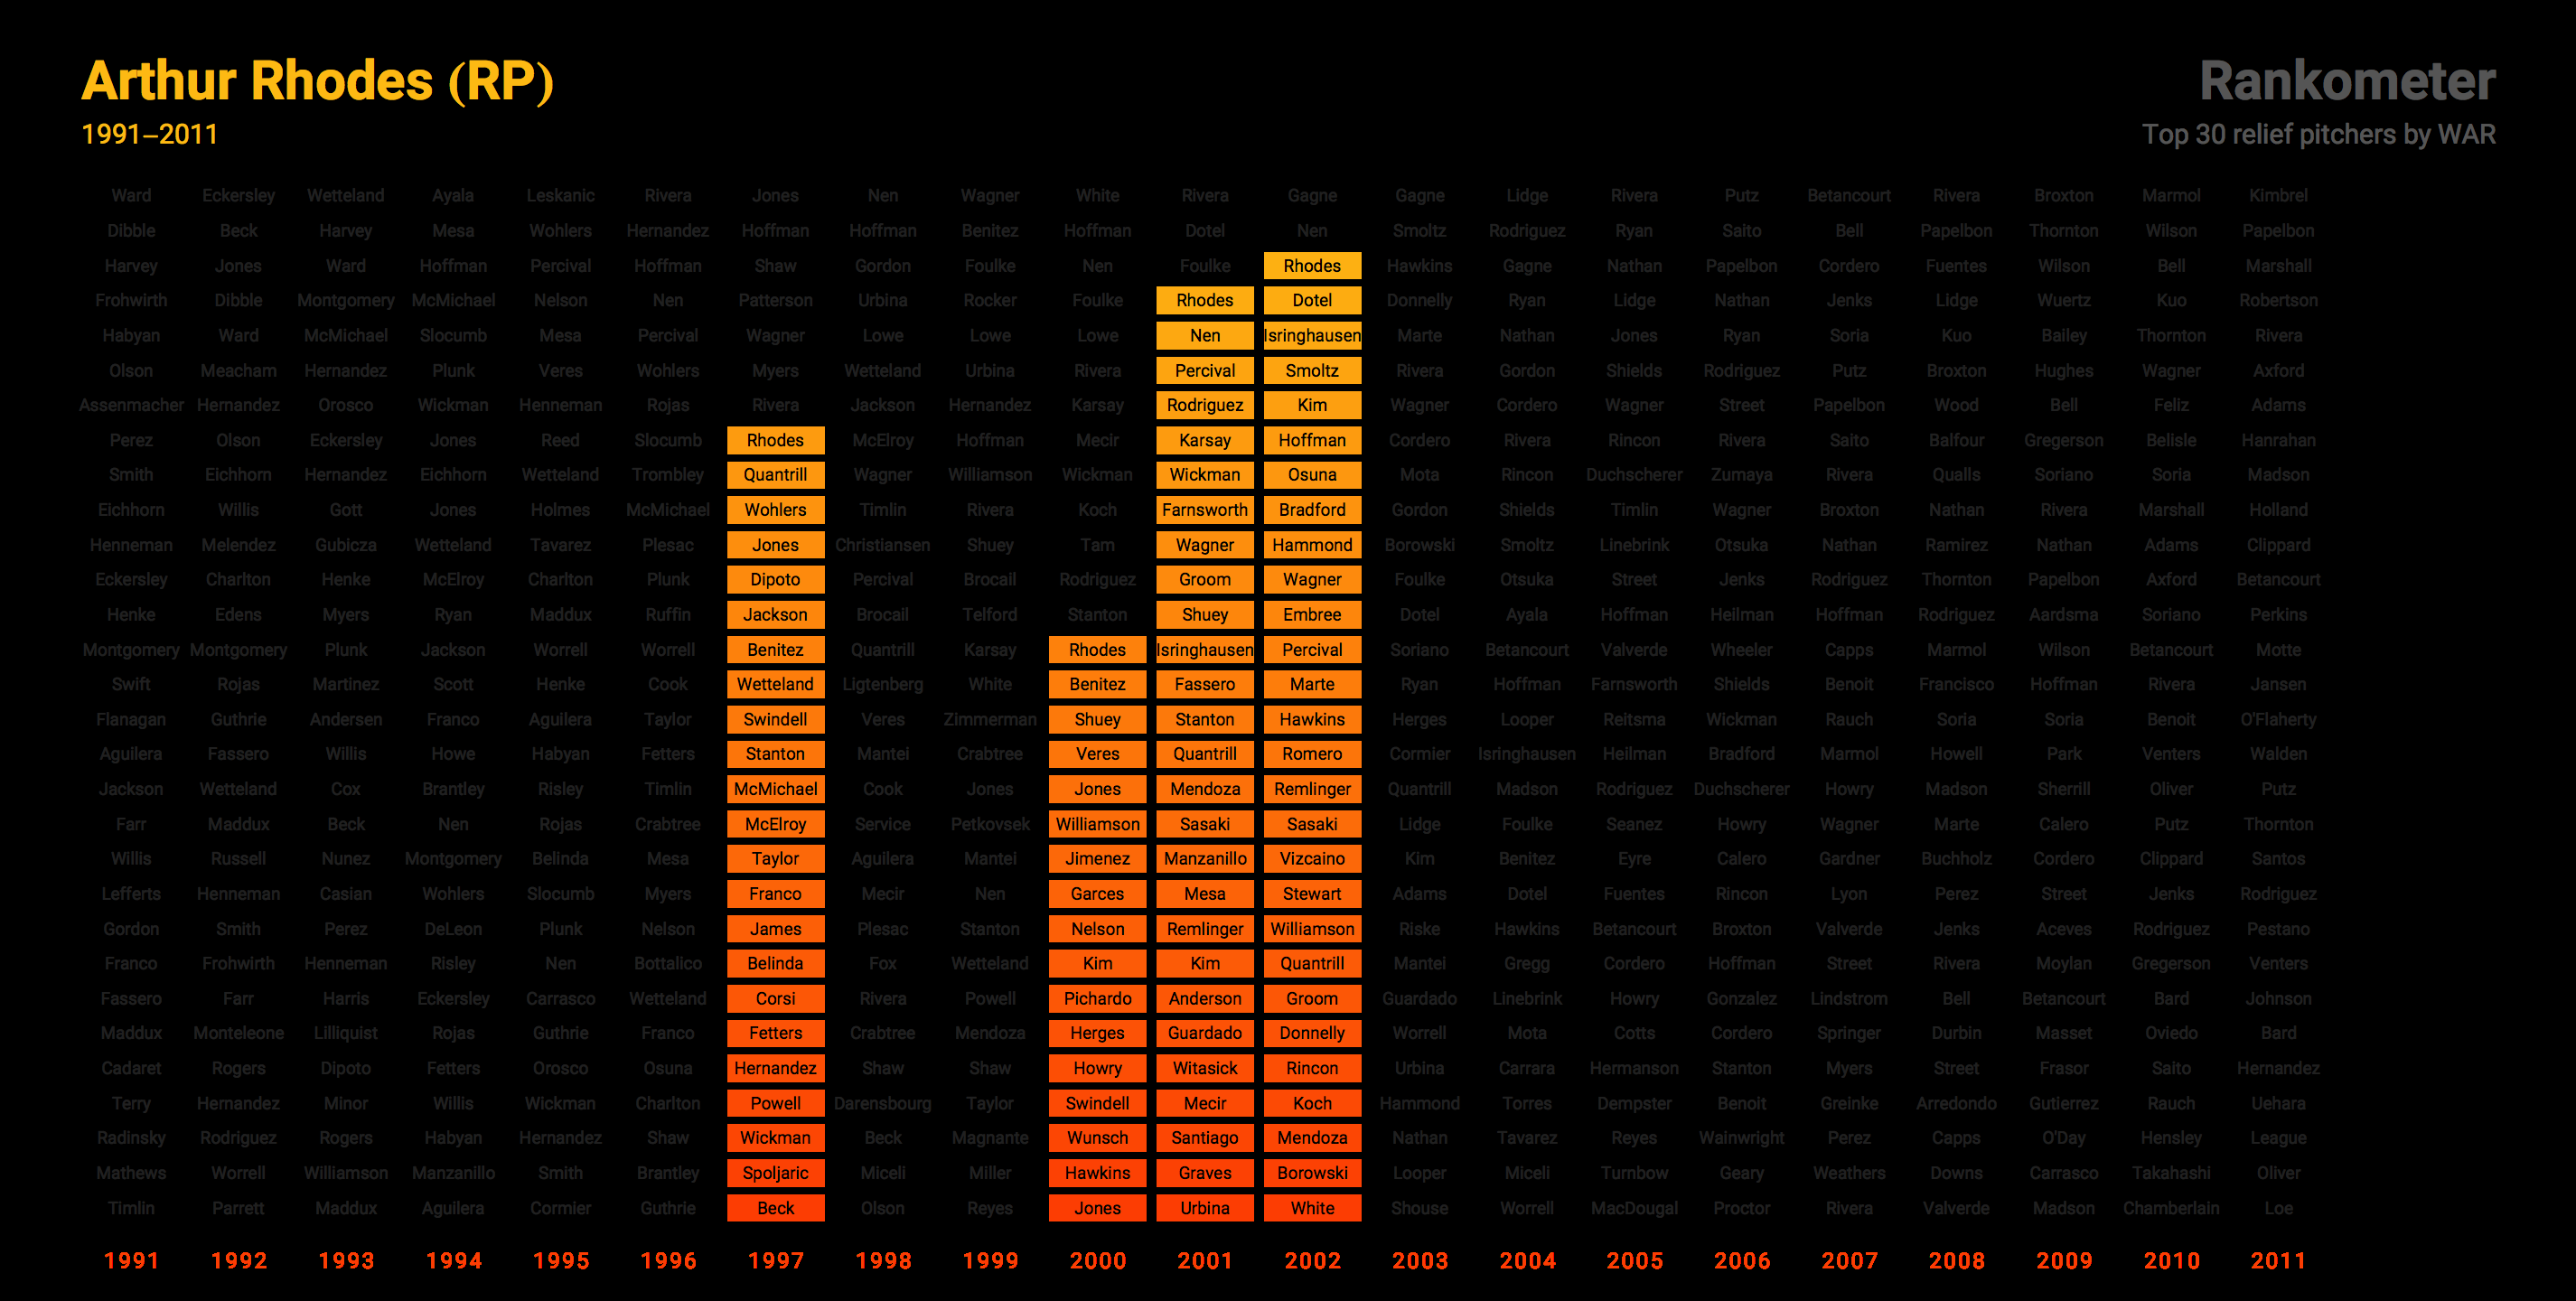 Arthur Rhodes (RP)
Rankometer
1991–2011
Top 30 relief pitchers by WAR
Ward Eckersley Wetteland Ayala Leskanic Rivera Jones Nen Wagner White Rivera Gagne Gagne Lidge Rivera Putz Betancourt Rivera Broxton Marmol Kimbrel
Dibble Beck Harvey Mesa Wohlers Hernandez Hoffman Hoffman Benitez Hoffman Dotel Nen Smoltz Rodriguez Ryan Saito Bell Papelbon Thornton Wilson Papelbon
Harvey Jones Ward Hoffman Percival Hoffman Shaw Gordon Foulke Nen Foulke Rhodes Hawkins Gagne Nathan Papelbon Cordero Fuentes Wilson Bell Marshall
Frohwirth Dibble Montgomery McMichael Nelson Nen Patterson Urbina Rocker Foulke Rhodes Dotel Donnelly Ryan Lidge Nathan Jenks Lidge Wuertz Kuo Robertson
Habyan Ward McMichael Slocumb Mesa Percival Wagner Lowe Lowe Lowe Nen Isringhausen Marte Nathan Jones Ryan Soria Kuo Bailey Thornton Rivera
Olson Meacham Hernandez Plunk Veres Wohlers Myers Wetteland Urbina Rivera Percival Smoltz Rivera Gordon Shields Rodriguez Putz Broxton Hughes Wagner Axford
Assenmacher Hernandez Orosco Wickman Henneman Rojas Rivera Jackson Hernandez Karsay Rodriguez Kim Wagner Cordero Wagner Street Papelbon Wood Bell Feliz Adams
Perez Olson Eckersley Jones Reed Slocumb Rhodes McElroy Hoffman Mecir Karsay Hoffman Cordero Rivera Rincon Rivera Saito Balfour Gregerson Belisle Hanrahan
Smith Eichhorn Hernandez Eichhorn Wetteland Trombley Quantrill Wagner Williamson Wickman Wickman Osuna Mota Rincon Duchscherer Zumaya Rivera Qualls Soriano Soria Madson
Eichhorn Willis Gott Jones Holmes McMichael Wohlers Timlin Rivera Koch Farnsworth Bradford Gordon Shields Timlin Wagner Broxton Nathan Rivera Marshall Holland
Henneman Melendez Gubicza Wetteland Tavarez Plesac Jones Christiansen Shuey Tam Wagner Hammond Borowski Smoltz Linebrink Otsuka Nathan Ramirez Nathan Adams Clippard
Eckersley Charlton Henke McElroy Charlton Plunk Dipoto Percival Brocail Rodriguez Groom Wagner Foulke Otsuka Street Jenks Rodriguez Thornton Papelbon Axford Betancourt
Henke Edens Myers Ryan Maddux Ruffin Jackson Brocail Telford Stanton Shuey Embree Dotel Ayala Hoffman Heilman Hoffman Rodriguez Aardsma Soriano Perkins
Montgomery Montgomery Plunk Jackson Worrell Worrell Benitez Quantrill Karsay Rhodes Isringhausen Percival Soriano Betancourt Valverde Wheeler Capps Marmol Wilson Betancourt Motte
Swift Rojas Martinez Scott Henke Cook Wetteland Ligtenberg White Benitez Fassero Marte Ryan Hoffman Farnsworth Shields Benoit Francisco Hoffman Rivera Jansen
Flanagan Guthrie Andersen Franco Aguilera Taylor Swindell Veres Zimmerman Shuey Stanton Hawkins Herges Looper Reitsma Wickman Rauch Soria Soria Benoit O'Flaherty
Aguilera Fassero Willis Howe Habyan Fetters Stanton Mantei Crabtree Veres Quantrill Romero Cormier Isringhausen Heilman Bradford Marmol Howell Park Venters Walden
Jackson Wetteland Cox Brantley Risley Timlin McMichael Cook Jones Jones Mendoza Remlinger Quantrill Madson Rodriguez Duchscherer Howry Madson Sherrill Oliver Putz
Farr Maddux Beck Nen Rojas Crabtree McElroy Service Petkovsek Williamson Sasaki Sasaki Lidge Foulke Seanez Howry Wagner Marte Calero Putz Thornton
Willis Russell Nunez Montgomery Belinda Mesa Taylor Aguilera Mantei Jimenez Manzanillo Vizcaino Kim Benitez Eyre Calero Gardner Buchholz Cordero Clippard Santos
Lefferts Henneman Casian Wohlers Slocumb Myers Franco Mecir Nen Garces Mesa Stewart Adams Dotel Fuentes Rincon Lyon Perez Street Jenks Rodriguez
Gordon Smith Perez DeLeon Plunk Nelson James Plesac Stanton Nelson Remlinger Williamson Riske Hawkins Betancourt Broxton Valverde Jenks Aceves Rodriguez Pestano
Franco Frohwirth Henneman Risley Nen Bottalico Belinda Fox Wetteland Kim Kim Quantrill Mantei Gregg Cordero Hoffman Street Rivera Moylan Gregerson Venters
Fassero Farr Harris Eckersley Carrasco Wetteland Corsi Rivera Powell Pichardo Anderson Groom Guardado Linebrink Howry Gonzalez Lindstrom Bell Betancourt Bard Johnson
Maddux Monteleone Lilliquist Rojas Guthrie Franco Fetters Crabtree Mendoza Herges Guardado Donnelly Worrell Mota Cotts Cordero Springer Durbin Masset Oviedo Bard
Cadaret Rogers Dipoto Fetters Orosco Osuna Hernandez Shaw Shaw Howry Witasick Rincon Urbina Carrara Hermanson Stanton Myers Street Frasor Saito Hernandez
Terry Hernandez Minor Willis Wickman Charlton Powell Darensbourg Taylor Swindell Mecir Koch Hammond Torres Dempster Benoit Greinke Arredondo Gutierrez Rauch Uehara
Radinsky Rodriguez Rogers Habyan Hernandez Shaw Wickman Beck Magnante Wunsch Santiago Mendoza Nathan Tavarez Reyes Wainwright Perez Capps O'Day Hensley League
Mathews Worrell Williamson Manzanillo Smith Brantley Spoljaric Miceli Miller Hawkins Graves Borowski Looper Miceli Turnbow Geary Weathers Downs Carrasco Takahashi Oliver
Timlin Parrett Maddux Aguilera Cormier Guthrie Beck Olson Reyes Jones Urbina White Shouse Worrell MacDougal Proctor Rivera Valverde Madson Chamberlain Loe
1991 1992 1993 1994 1995 1996 1997 1998 1999 2000 2001 2002 2003 2004 2005 2006 2007 2008 2009 2010 2011